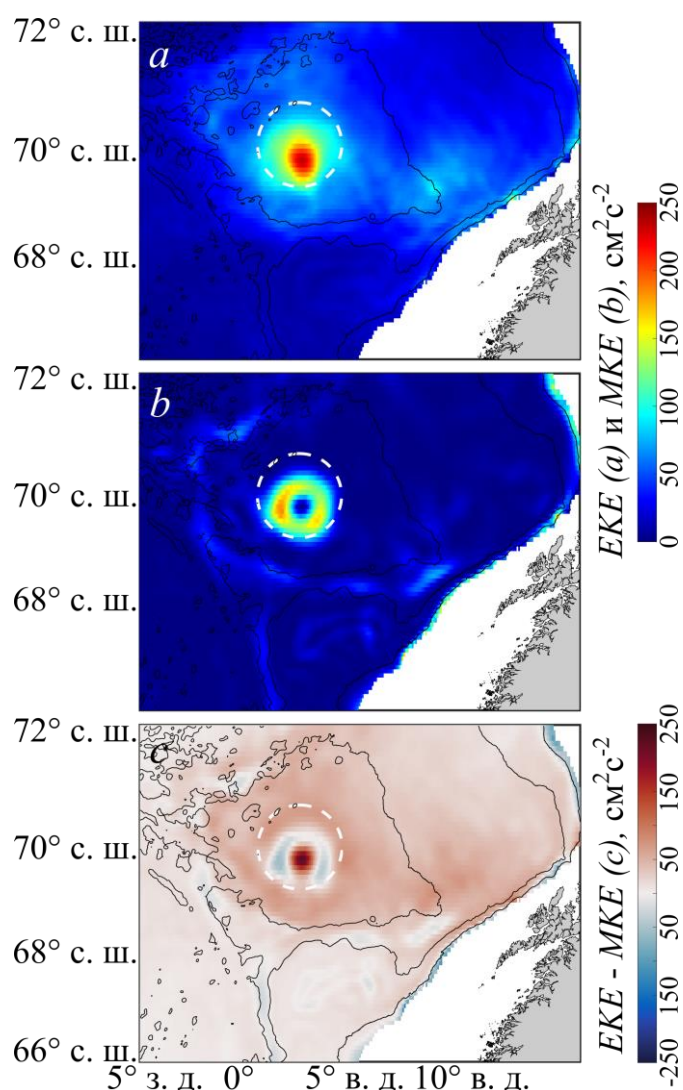 72° с. ш.
a
70° с. ш.
68° с. ш.
72° с. ш.
b
70° с. ш.
68° с. ш.
72° с. ш.
c
70° с. ш.
68° с. ш.
66° с. ш.
5° з. д. 0° 5° в. д. 10° в. д.
EKE (a) и MKE (b), см²с⁻²
250
200
150
100
50
0
EKE - MKE (c), см²с⁻²
250
150
50
-50
-150
-250